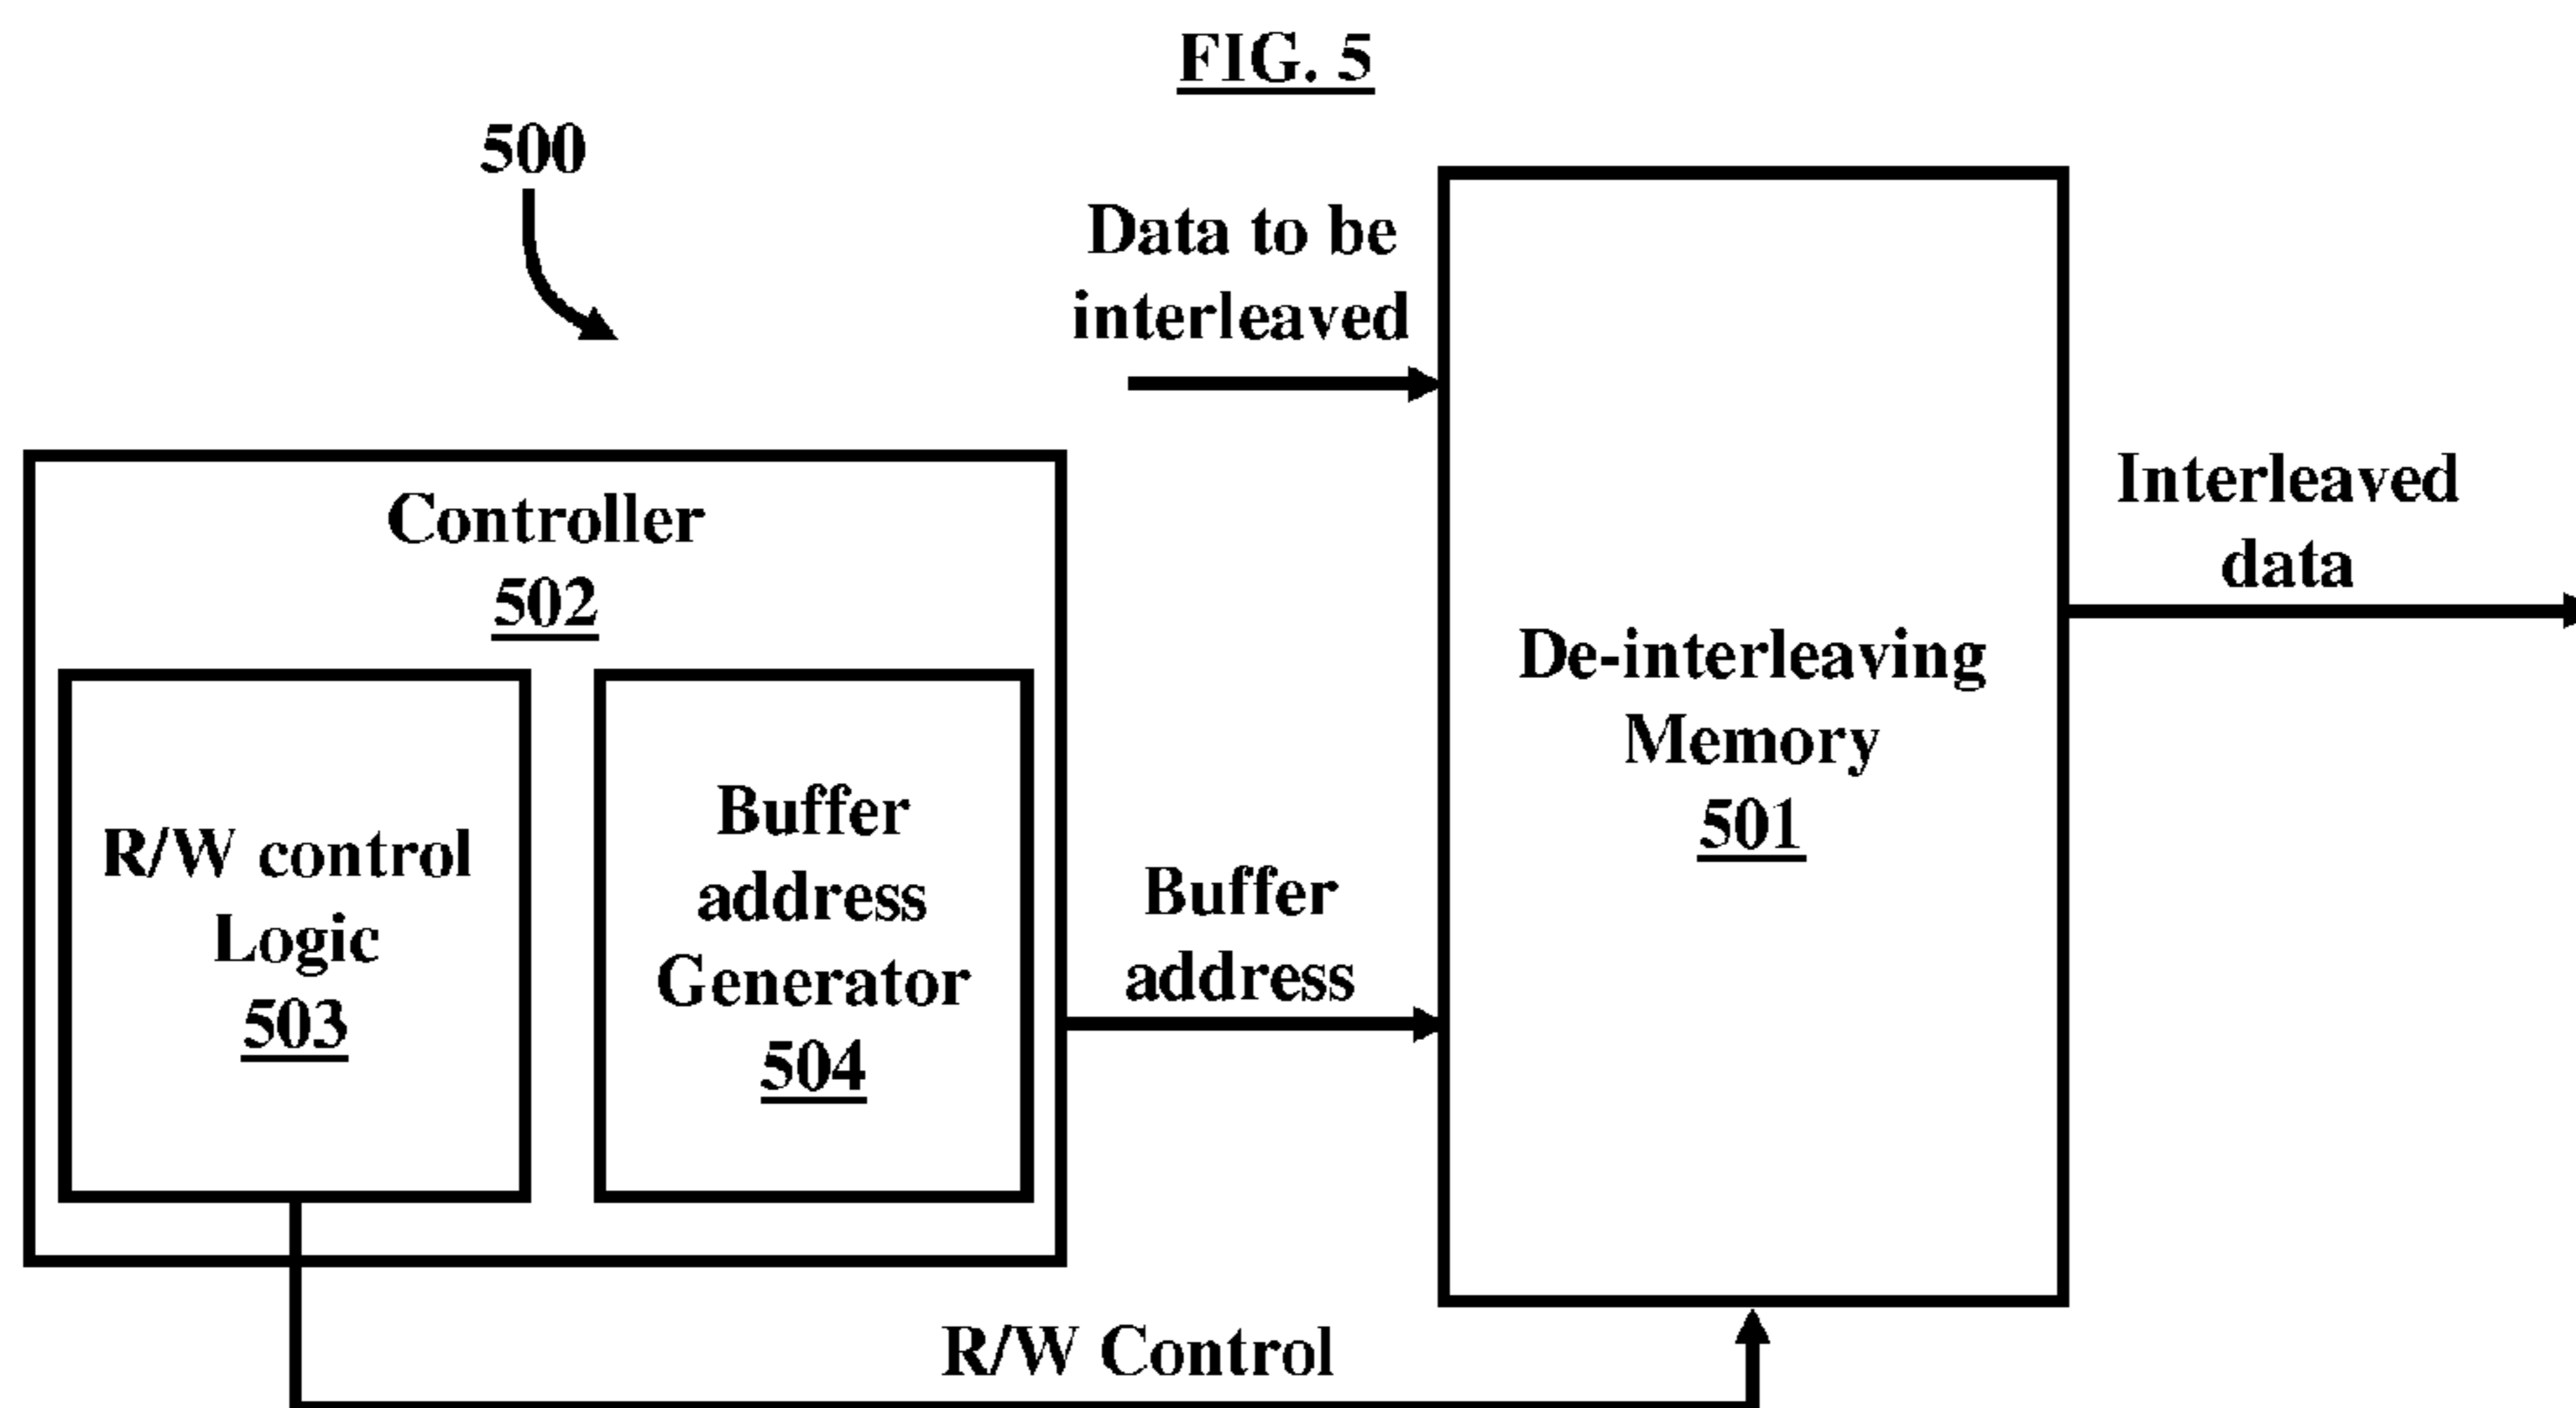 FIG. 5
500
Data to be
interleaved
Controller
502
R/W control
Logic
503
Buffer
address
Generator
504
Buffer
address
De-interleaving
Memory
501
Interleaved
data
R/W Control